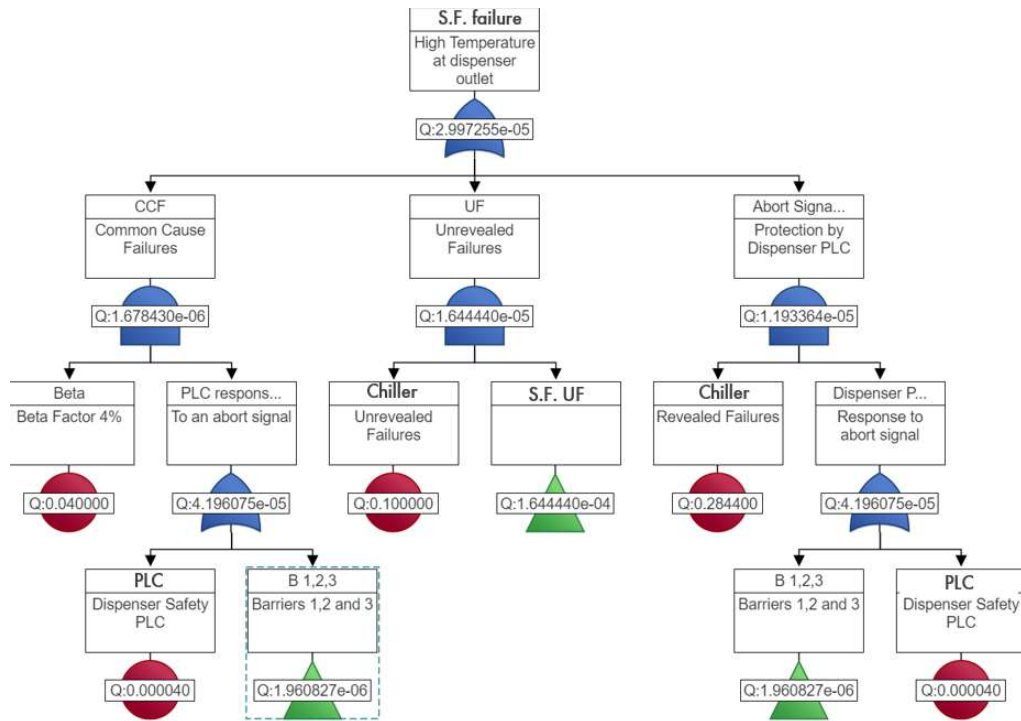 S.F. failure
High Temperature
at dispenser
outlet
Q:2.997255e-05
CCF
Common Cause
Failures
UF
Unrevealed
Failures
Abort Signa...
Protection by
Dispenser PLC
Q:1.678430e-06
Q:1.644440e-05
Q:1.193364e-05
Beta
Beta Factor 4%
PLC respons...
To an abort signal
Chiller
Unrevealed
Failures
S.F. UF
Chiller
Revealed Failures
Dispenser P...
Response to
abort signal
Q:0.040000
Q:4.196075e-05
Q:0.100000
Q:1.644440e-04
Q:0.284400
Q:4.196075e-05
PLC
Dispenser Safety
PLC
B 1,2,3
Barriers 1,2 and 3
B 1,2,3
Barriers 1,2 and 3
PLC
Dispenser Safety
PLC
Q:0.000040
Q:1.960827e-06
Q:1.960827e-06
Q:0.000040